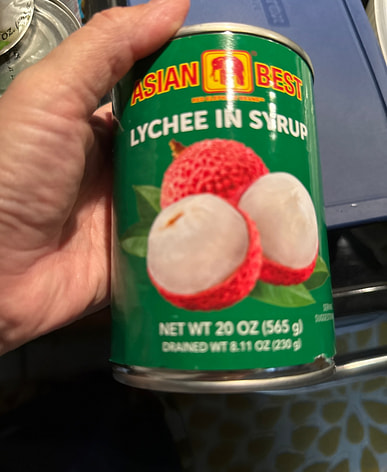 ASIAN BEST
LYCHEE IN SYRUP
NET WT 20 OZ (565 g)
DRAINED WT 8.11 OZ (230 g)